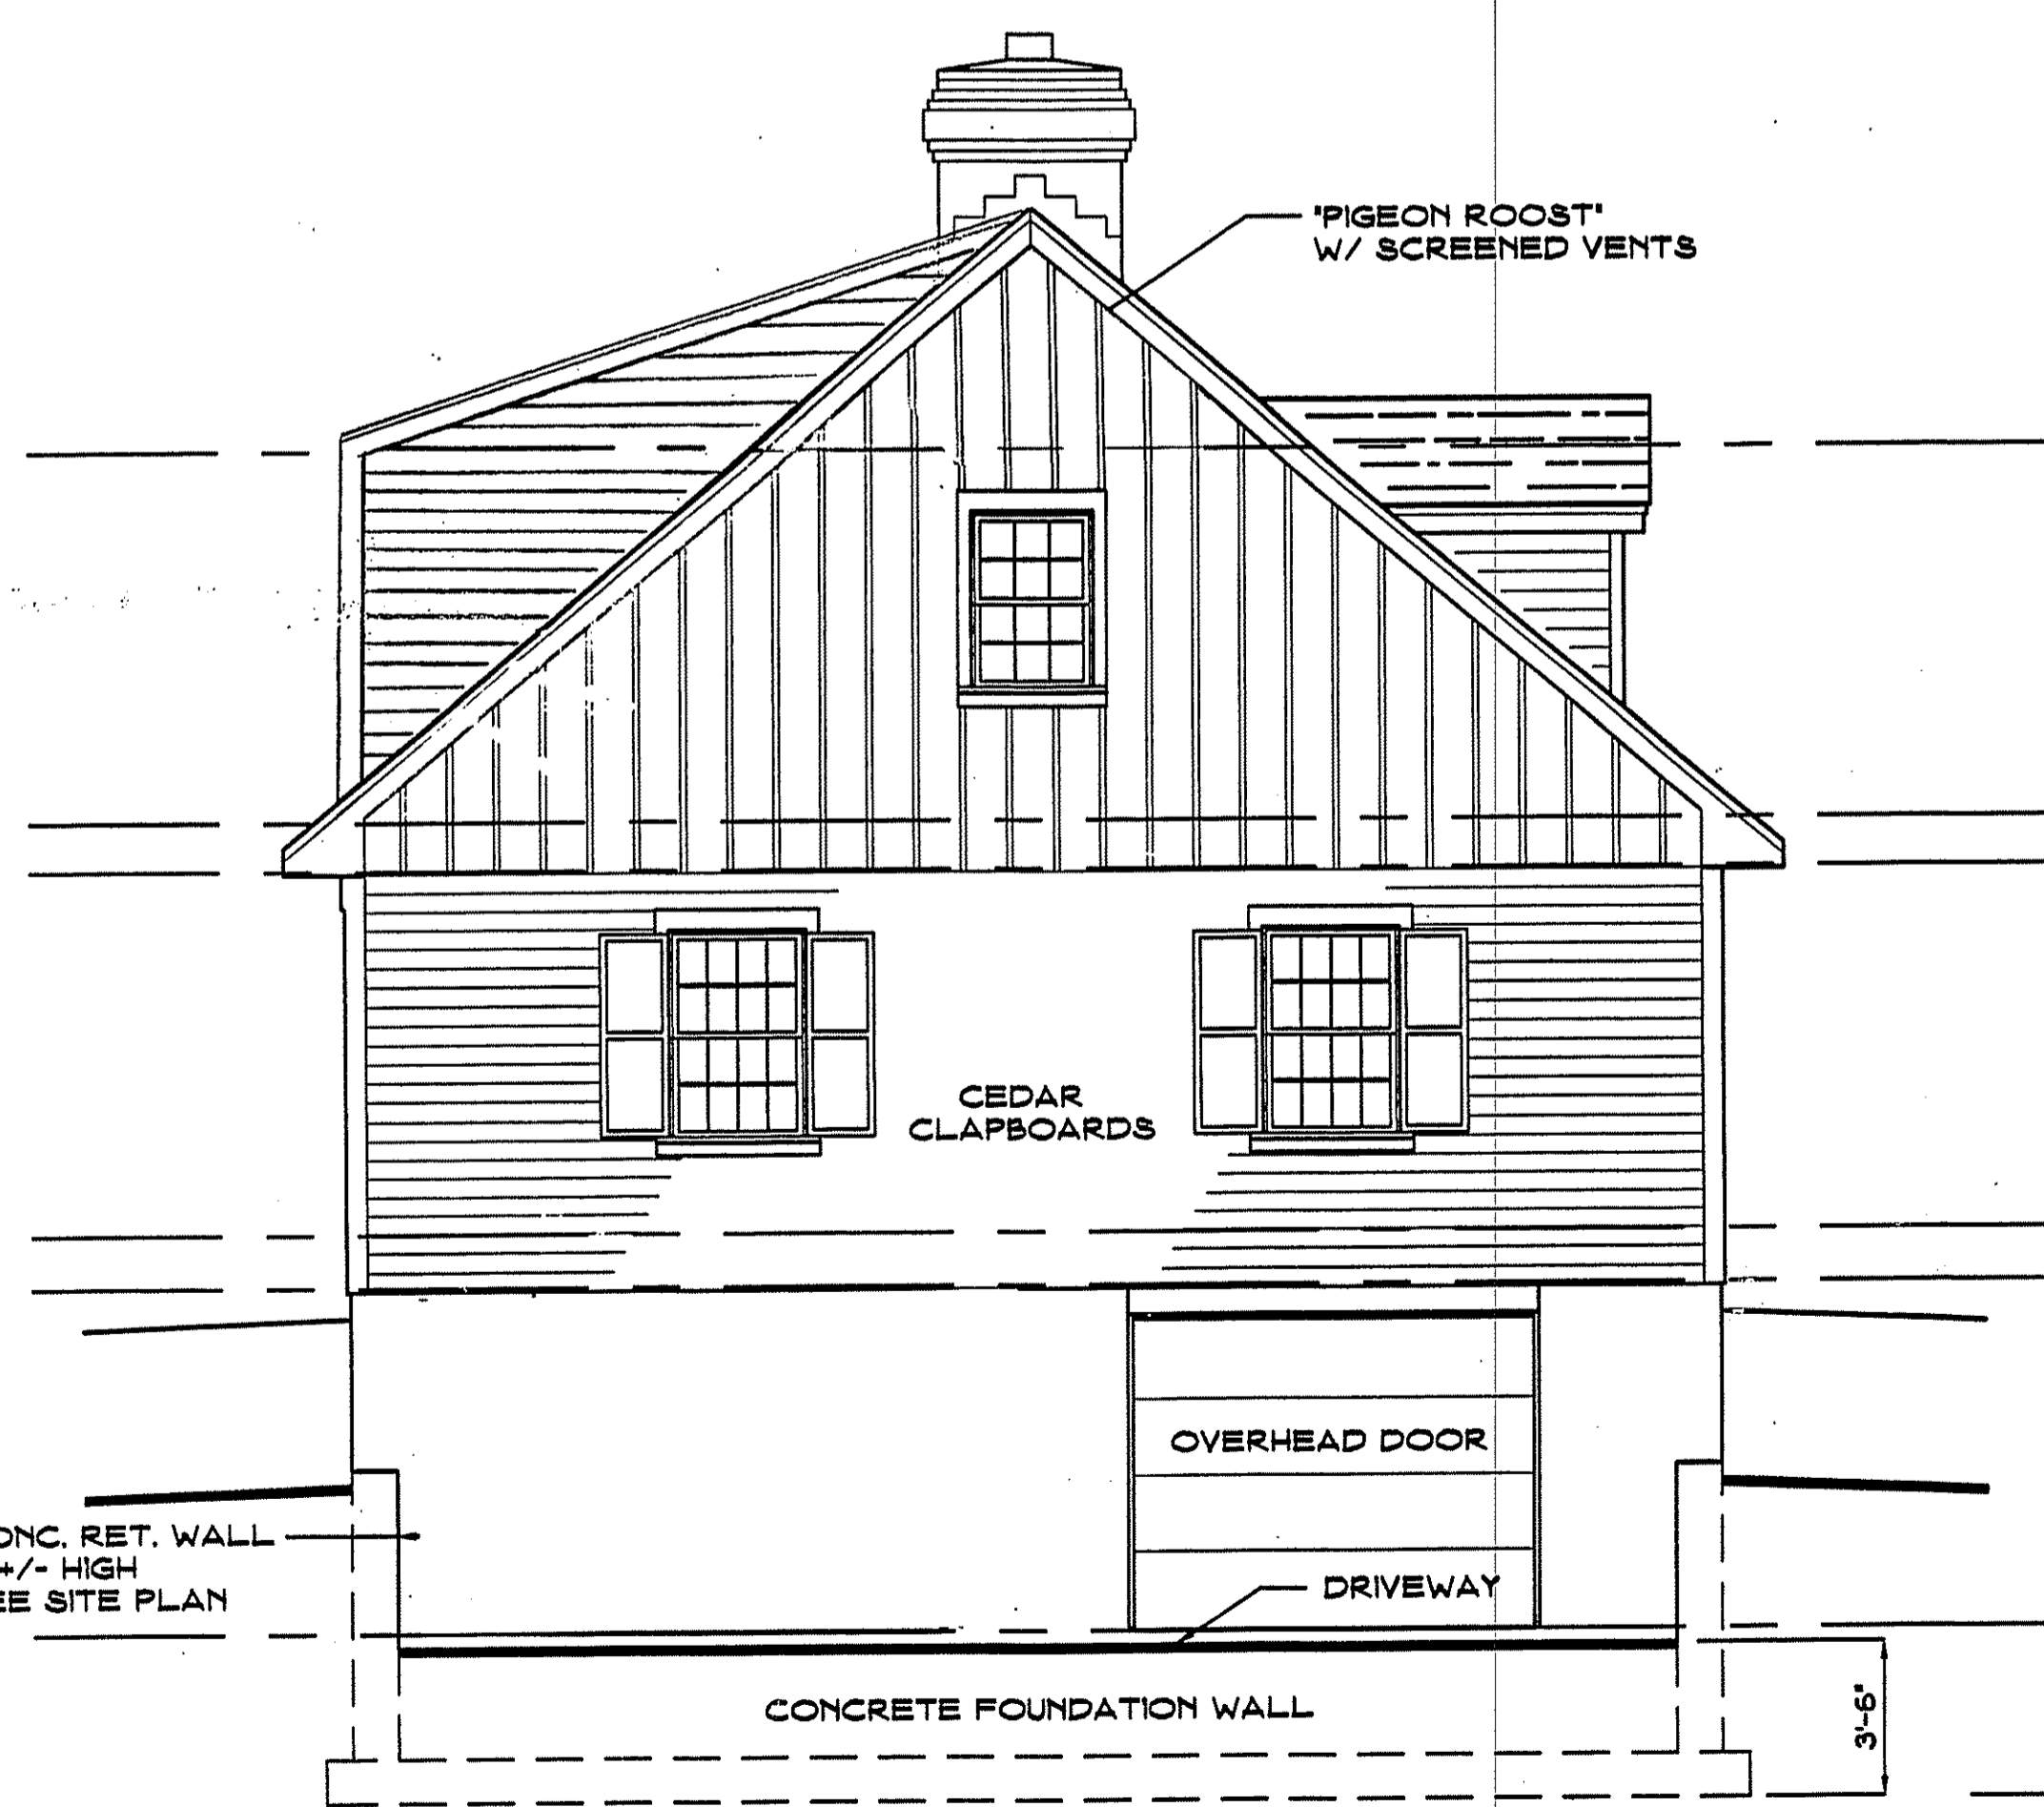 "PIGEON ROOST"
W/ SCREENED VENTS
CEDAR
CLAPBOARDS
OVERHEAD DOOR
ONC. RET. WALL
+/- HIGH
EE SITE PLAN
DRIVEWAY
CONCRETE FOUNDATION WALL
3'-6"